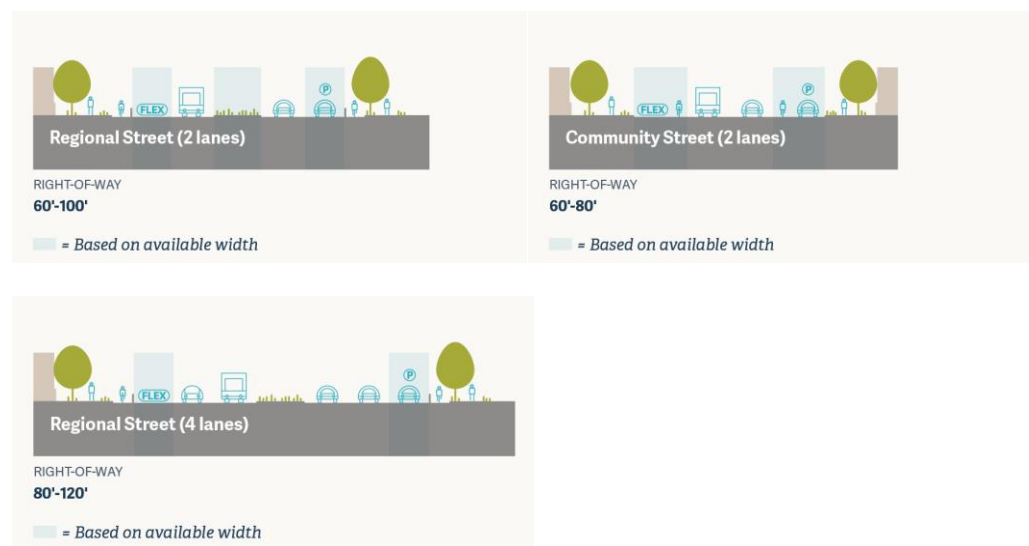 P
FLEX
Regional Street (2 lanes)
RIGHT-OF-WAY
60'-100'
= Based on available width
P
FLEX
Community Street (2 lanes)
RIGHT-OF-WAY
60'-80'
= Based on available width
P
FLEX
Regional Street (4 lanes)
RIGHT-OF-WAY
80'-120'
= Based on available width